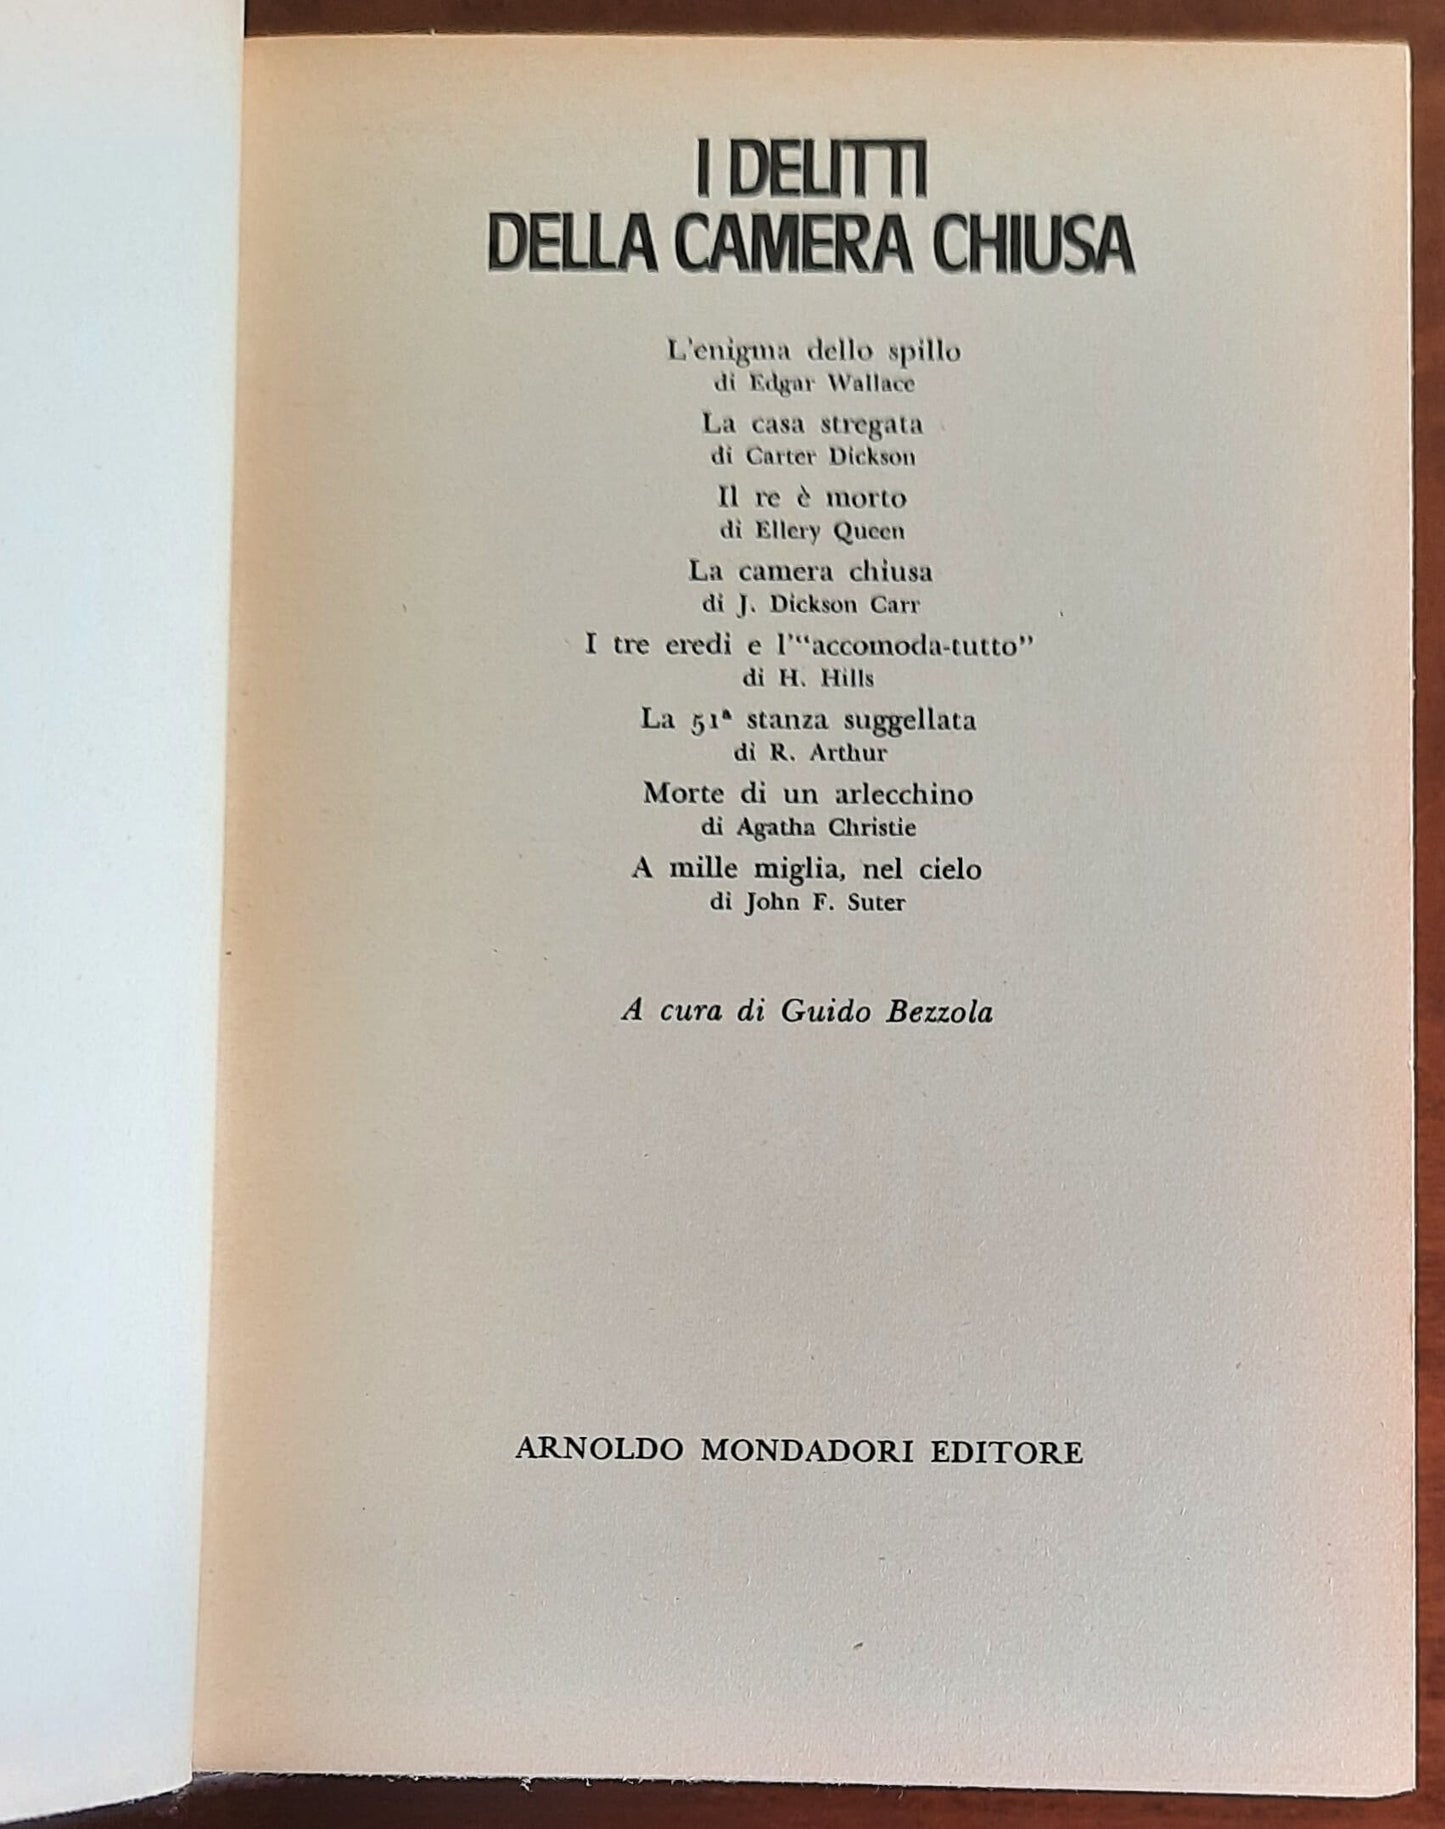 I DELITTI
DELLA CAMERA CHIUSA
L'enigma dello spillo
di Edgar Wallace
La casa stregata
di Carter Dickson
Il re è morto
di Ellery Queen
La camera chiusa
di J. Dickson Carr
I tre eredi e l'“accomoda-tutto”
di H. Hills
La 51ª stanza suggellata
di R. Arthur
Morte di un arlecchino
di Agatha Christie
A mille miglia, nel cielo
di John F. Suter
A cura di Guido Bezzola
ARNOLDO MONDADORI EDITORE